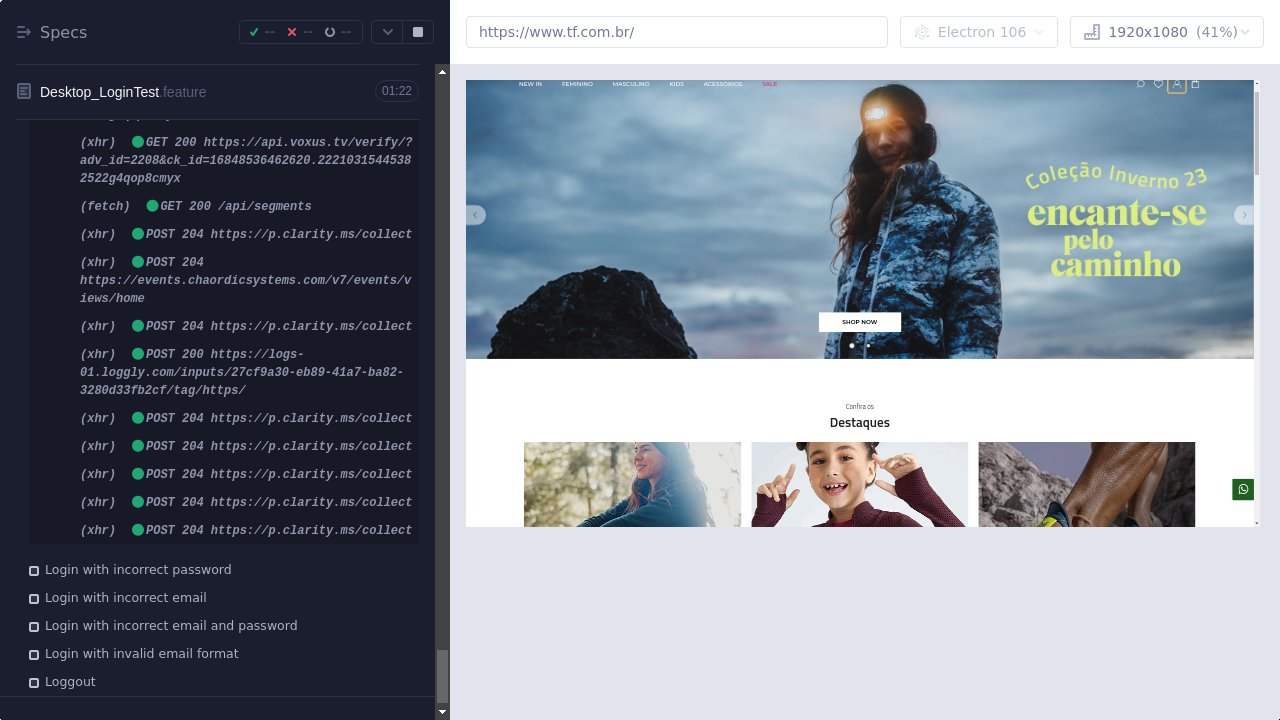 Specs
--
--
--
Desktop_LoginTest.feature
01:22
(xhr) GET 200 https://api.voxus.tv/verify/?
adv_id=2208&ck_id=16848536462620.2221031544538
2522g4qop8cmyx
(fetch) GET 200 /api/segments
(xhr) POST 204 https://p.clarity.ms/collect
(xhr) POST 204
https://events.chaordicsystems.com/v7/events/v
iews/home
(xhr) POST 204 https://p.clarity.ms/collect
(xhr) POST 200 https://logs-
01.loggly.com/inputs/27cf9a30-eb89-41a7-ba82-
3280d33fb2cf/tag/https/
(xhr) POST 204 https://p.clarity.ms/collect
(xhr) POST 204 https://p.clarity.ms/collect
(xhr) POST 204 https://p.clarity.ms/collect
(xhr) POST 204 https://p.clarity.ms/collect
(xhr) POST 204 https://p.clarity.ms/collect
Login with incorrect password
Login with incorrect email
Login with incorrect email and password
Login with invalid email format
Loggout
https://www.tf.com.br/
Electron 106
1920x1080 (41%)
NEW IN FEMININO MASCULINO KIDS ACESSÓRIOS SALE
Coleção Inverno 23
encante-se
pelo
caminho
SHOP NOW
Confira os
Destaques